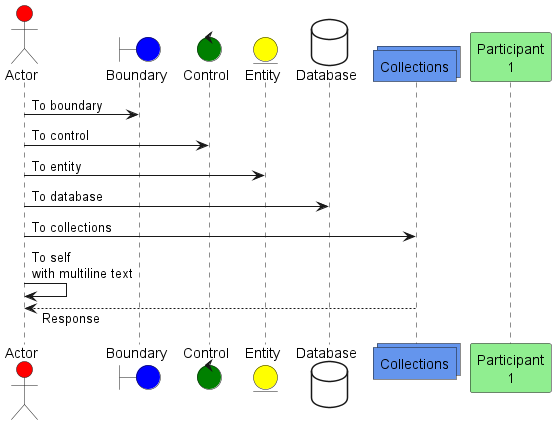 Actor
Boundary
Control
Entity
Database
Collections
Participant
1
To boundary
To control
To entity
To database
To collections
To self
with multiline text
Response
Actor
Boundary
Control
Entity
Database
Collections
Participant
1